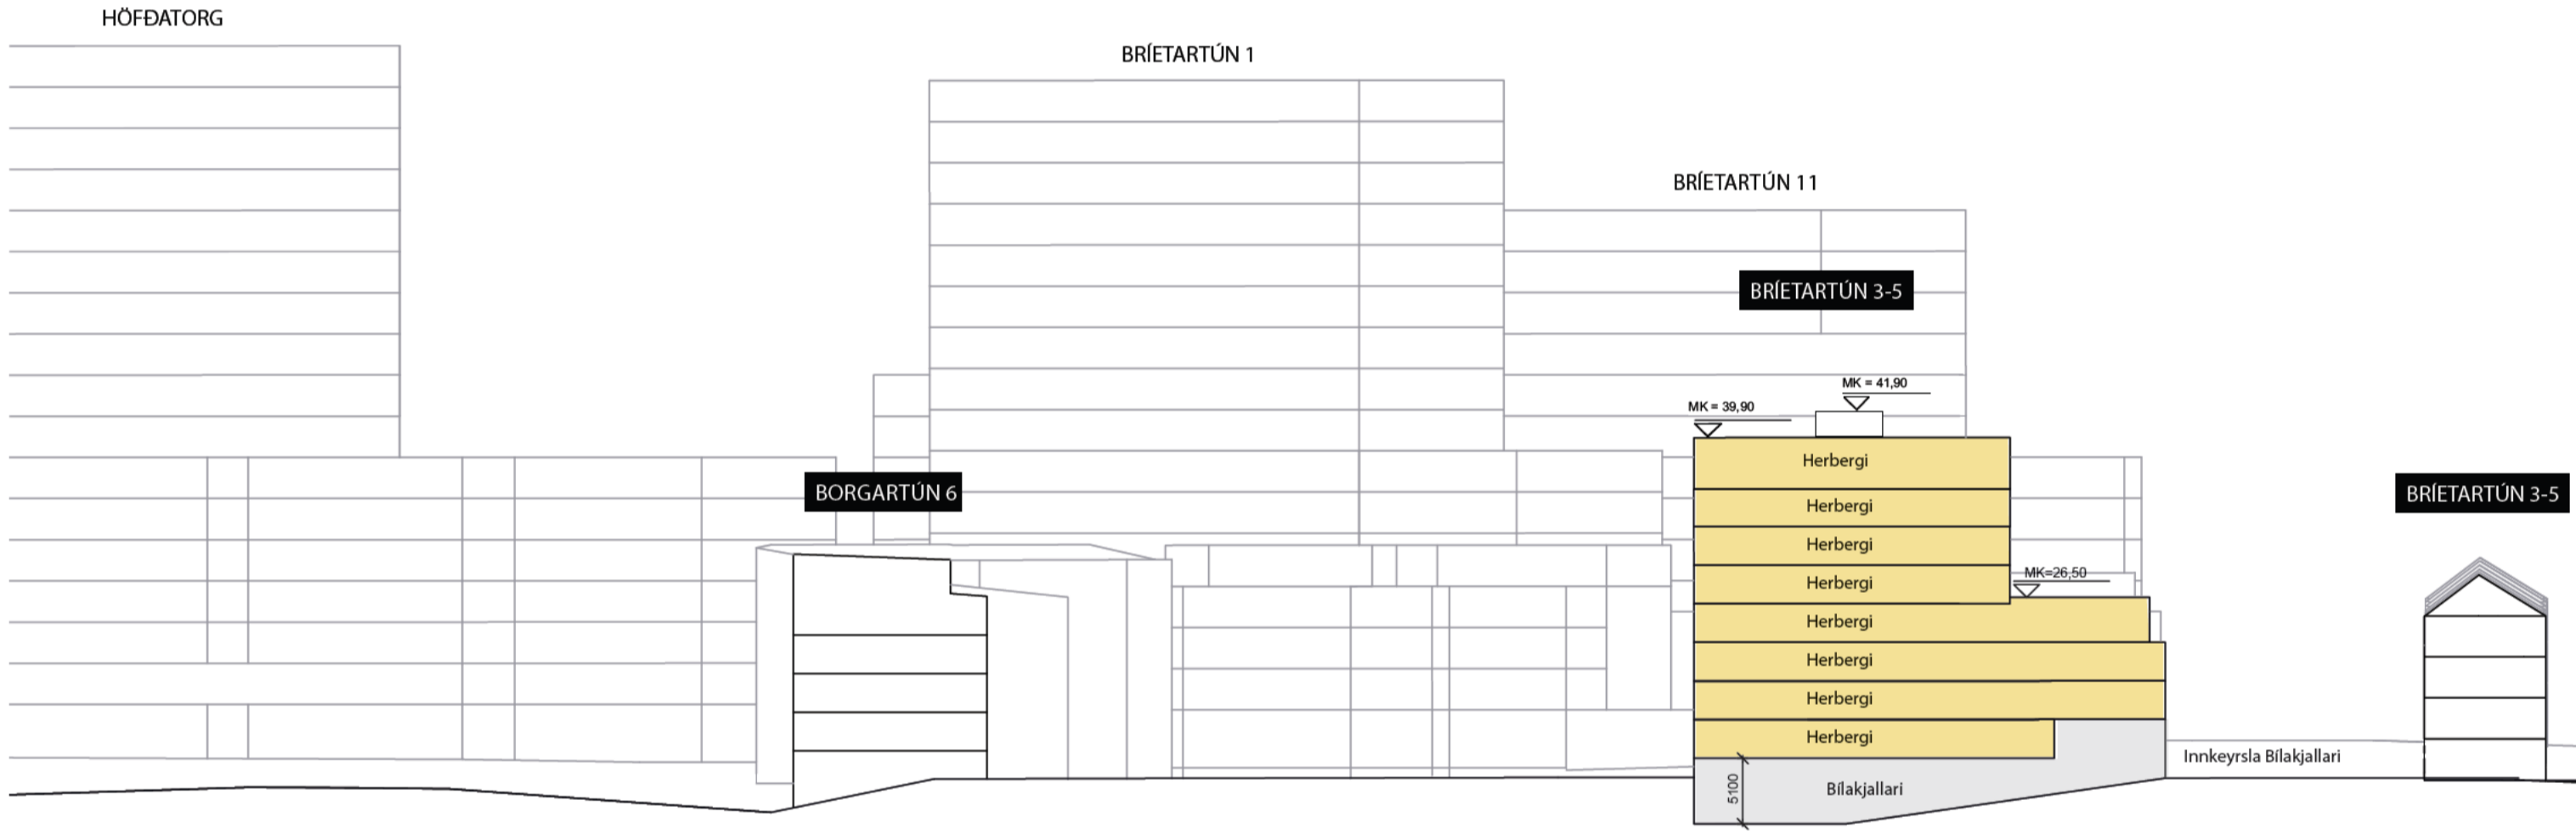 HÖFÐATORG
BRÍETARTÚN 1
BRÍETARTÚN 11
BRÍETARTÚN 3-5
MK = 41,90
MK = 39,90
Herbergi
BORGARTÚN 6
BRÍETARTÚN 3-5
Herbergi
Herbergi
MK=26,50
Herbergi
Herbergi
Herbergi
Herbergi
Herbergi
Innkeyrsla Bílakjallari
5100
Bílakjallari